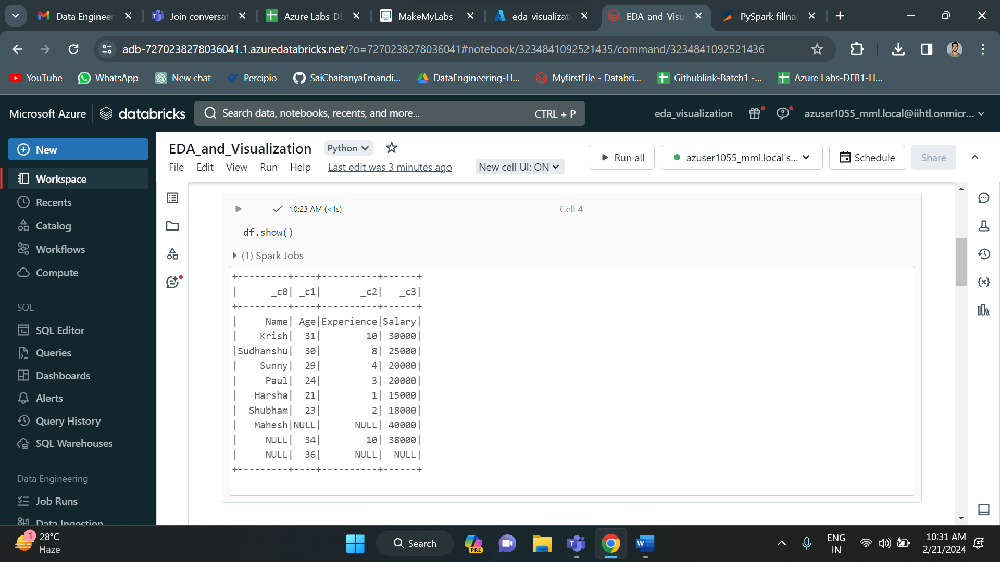 Data Engineer
Join conversat
Azure Labs-DE
MakeMyLabs
eda_visualizati
EDA_and_Visu
PySpark fillna(
adb-7270238278036041.1.azuredatabricks.net/?o=7270238278036041#notebook/3234841092521435/command/3234841092521436
YouTube
WhatsApp
New chat
Percipio
SaiChaitanyaEmandi...
DataEngineering-H...
MyfirstFile - Databri...
Githublink-Batch1 -...
Azure Labs-DEB1-H...
Microsoft Azure
databricks
Search data, notebooks, recents, and more...
CTRL + P
eda_visualization
azuser1055_mml.local@iihtl.onmicr...
New
Workspace
Recents
Catalog
Workflows
Compute
SQL
SQL Editor
Queries
Dashboards
Alerts
Query History
SQL Warehouses
Data Engineering
Job Runs
Data Ingestion
EDA_and_Visualization
Python
File Edit View Run Help
Last edit was 3 minutes ago
New cell UI: ON
Run all
azuser1055_mml.local's...
Schedule
Share
10:23 AM (<1s)
Cell 4
df.show()
(1) Spark Jobs
+---------+----+----------+------+
|      _c0| _c1|       _c2|   _c3|
+---------+----+----------+------+
|     Name| Age|Experience|Salary|
|    Krish|  31|        10| 30000|
|Sudhanshu|  30|         8| 25000|
|    Sunny|  29|         4| 20000|
|     Paul|  24|         3| 20000|
|   Harsha|  21|         1| 15000|
|  Shubham|  23|         2| 18000|
|   Mahesh|NULL|      NULL| 40000|
|     NULL|  34|        10| 38000|
|     NULL|  36|      NULL|  NULL|
+---------+----+----------+------+
1
28°C
Haze
Search
PRE
ENG
IN
10:31 AM
2/21/2024